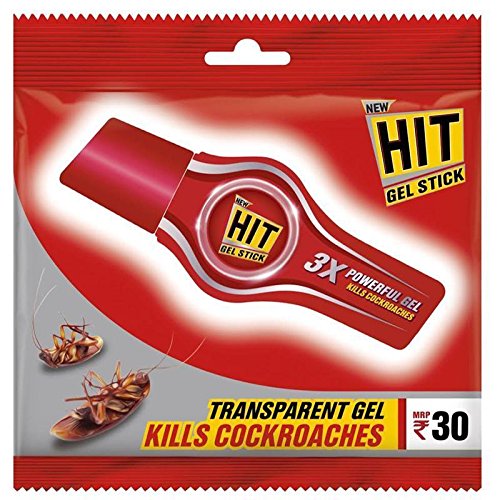 NEW
HIT
GEL STICK
NEW
HIT
GEL STICK
3X POWERFUL GEL
KILLS COCKROACHES
TRANSPARENT GEL
KILLS COCKROACHES
MRP
₹ 30